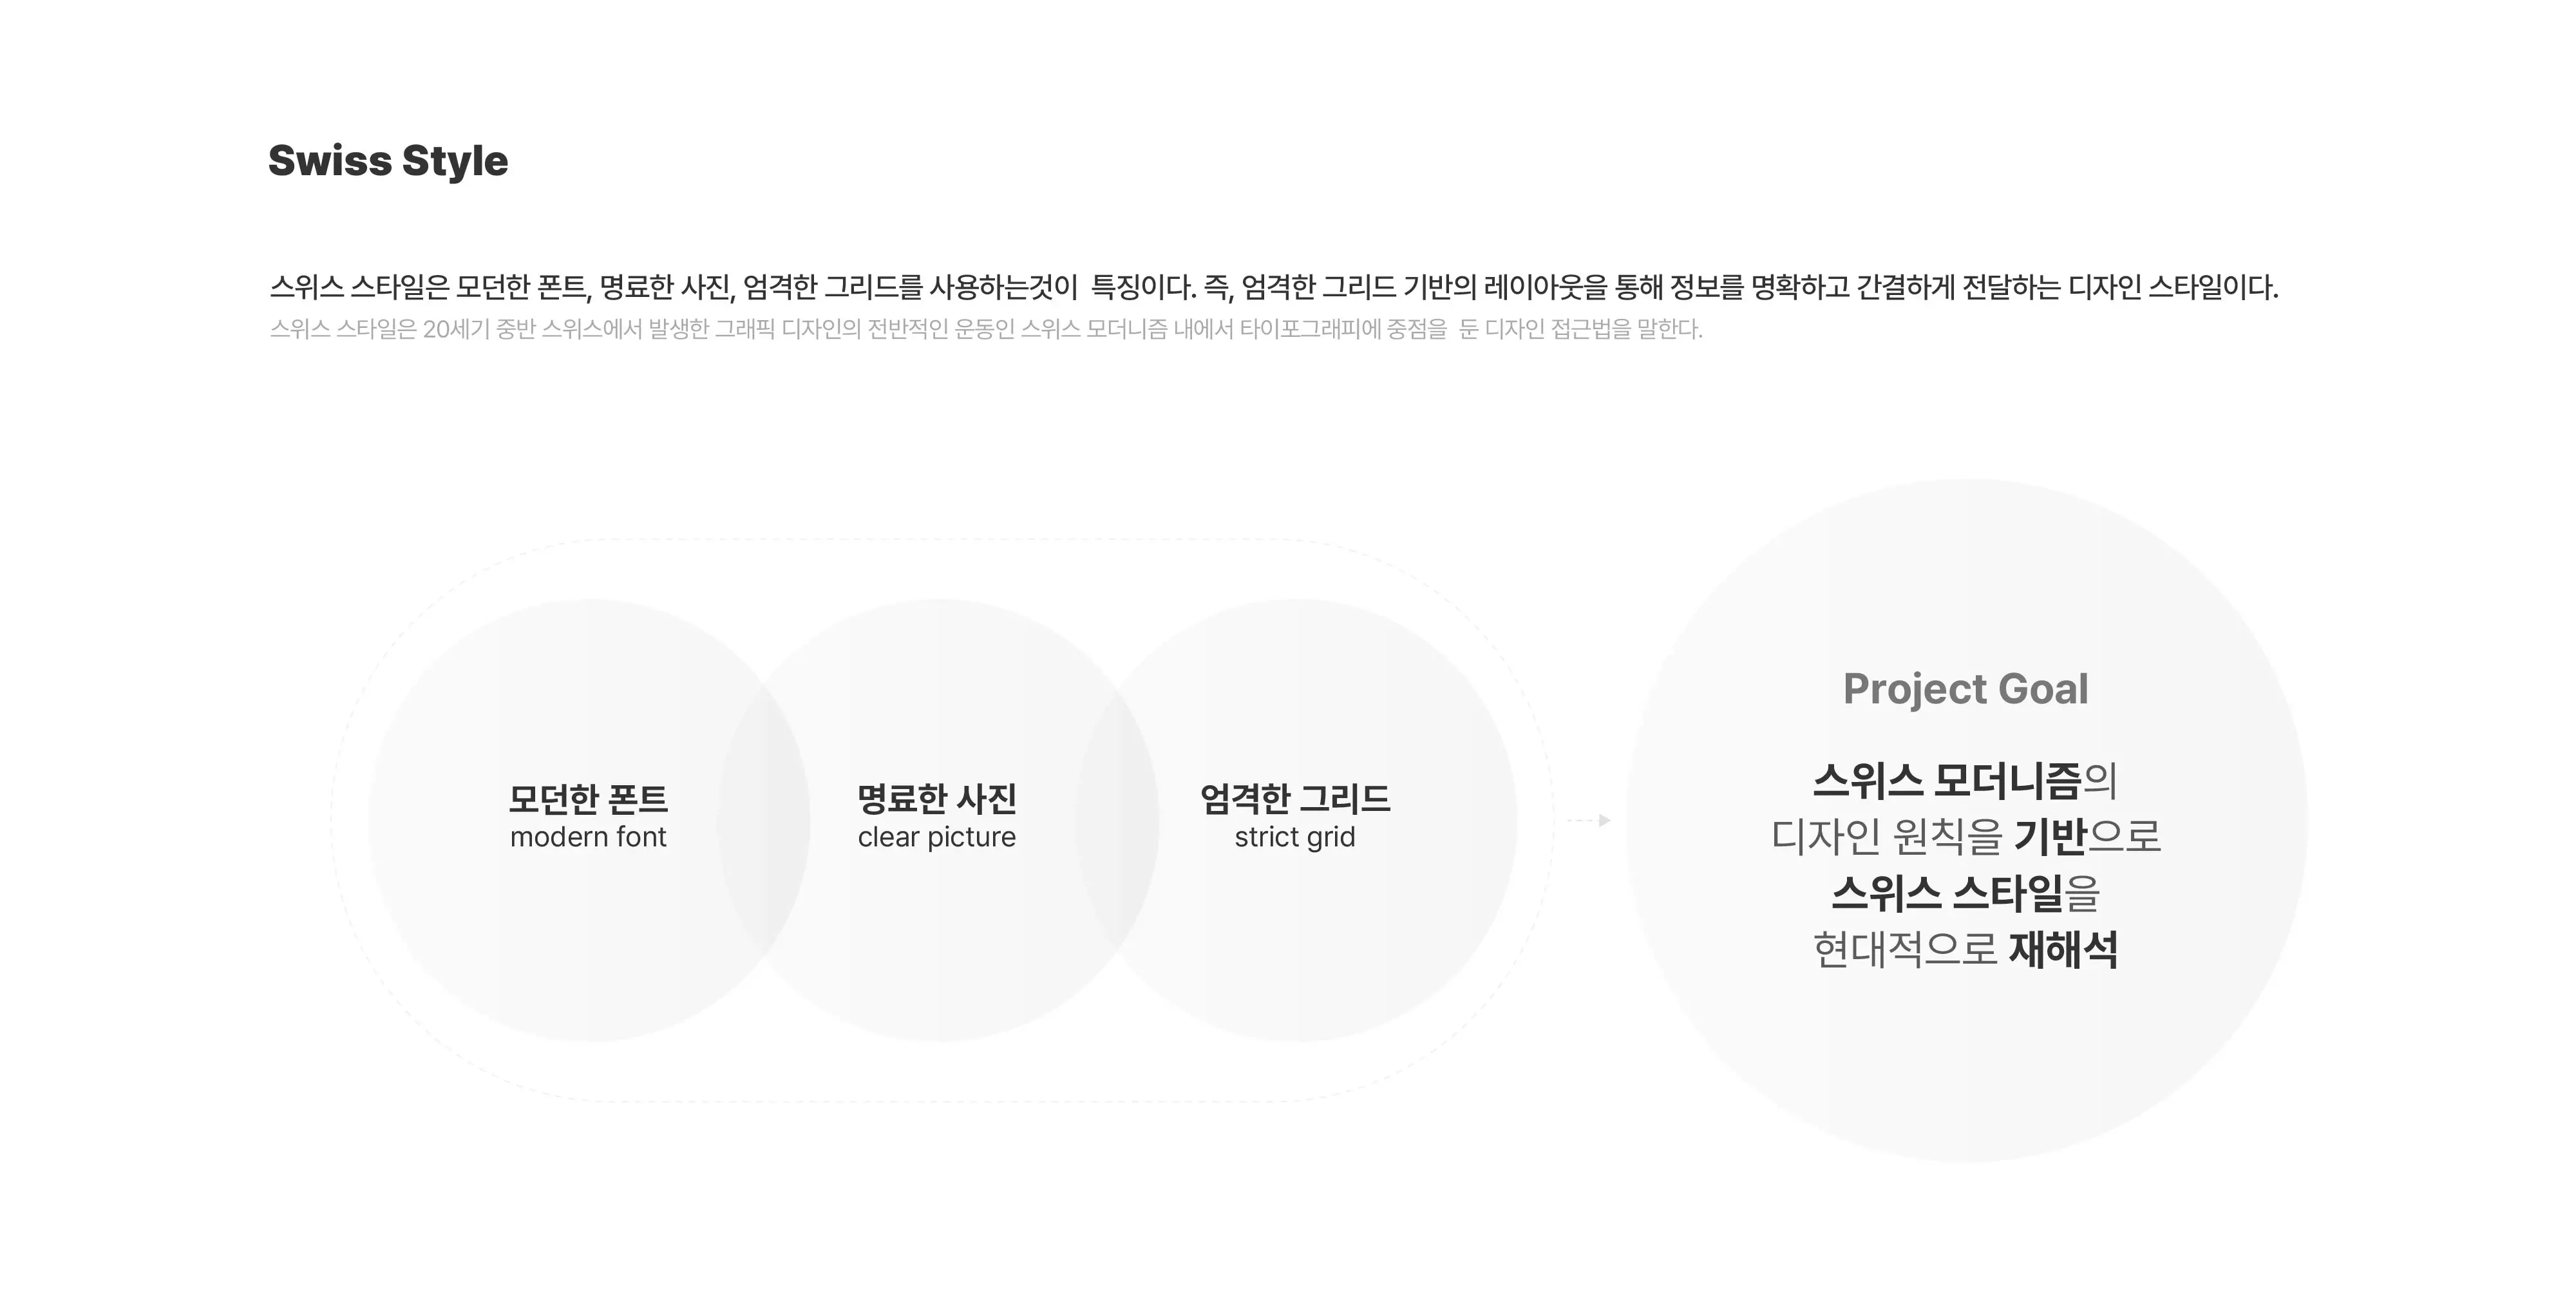 Swiss Style
스위스 스타일은 모던한 폰트, 명료한 사진, 엄격한 그리드를 사용하는것이  특징이다. 즉, 엄격한 그리드 기반의 레이아웃을 통해 정보를 명확하고 간결하게 전달하는 디자인 스타일이다.
스위스 스타일은 20세기 중반 스위스에서 발생한 그래픽 디자인의 전반적인 운동인 스위스 모더니즘 내에서 타이포그래피에 중점을  둔 디자인 접근법을 말한다.
모던한 폰트
modern font
명료한 사진
clear picture
엄격한 그리드
strict grid
Project Goal
스위스 모더니즘의
디자인 원칙을 기반으로
스위스 스타일을
현대적으로 재해석